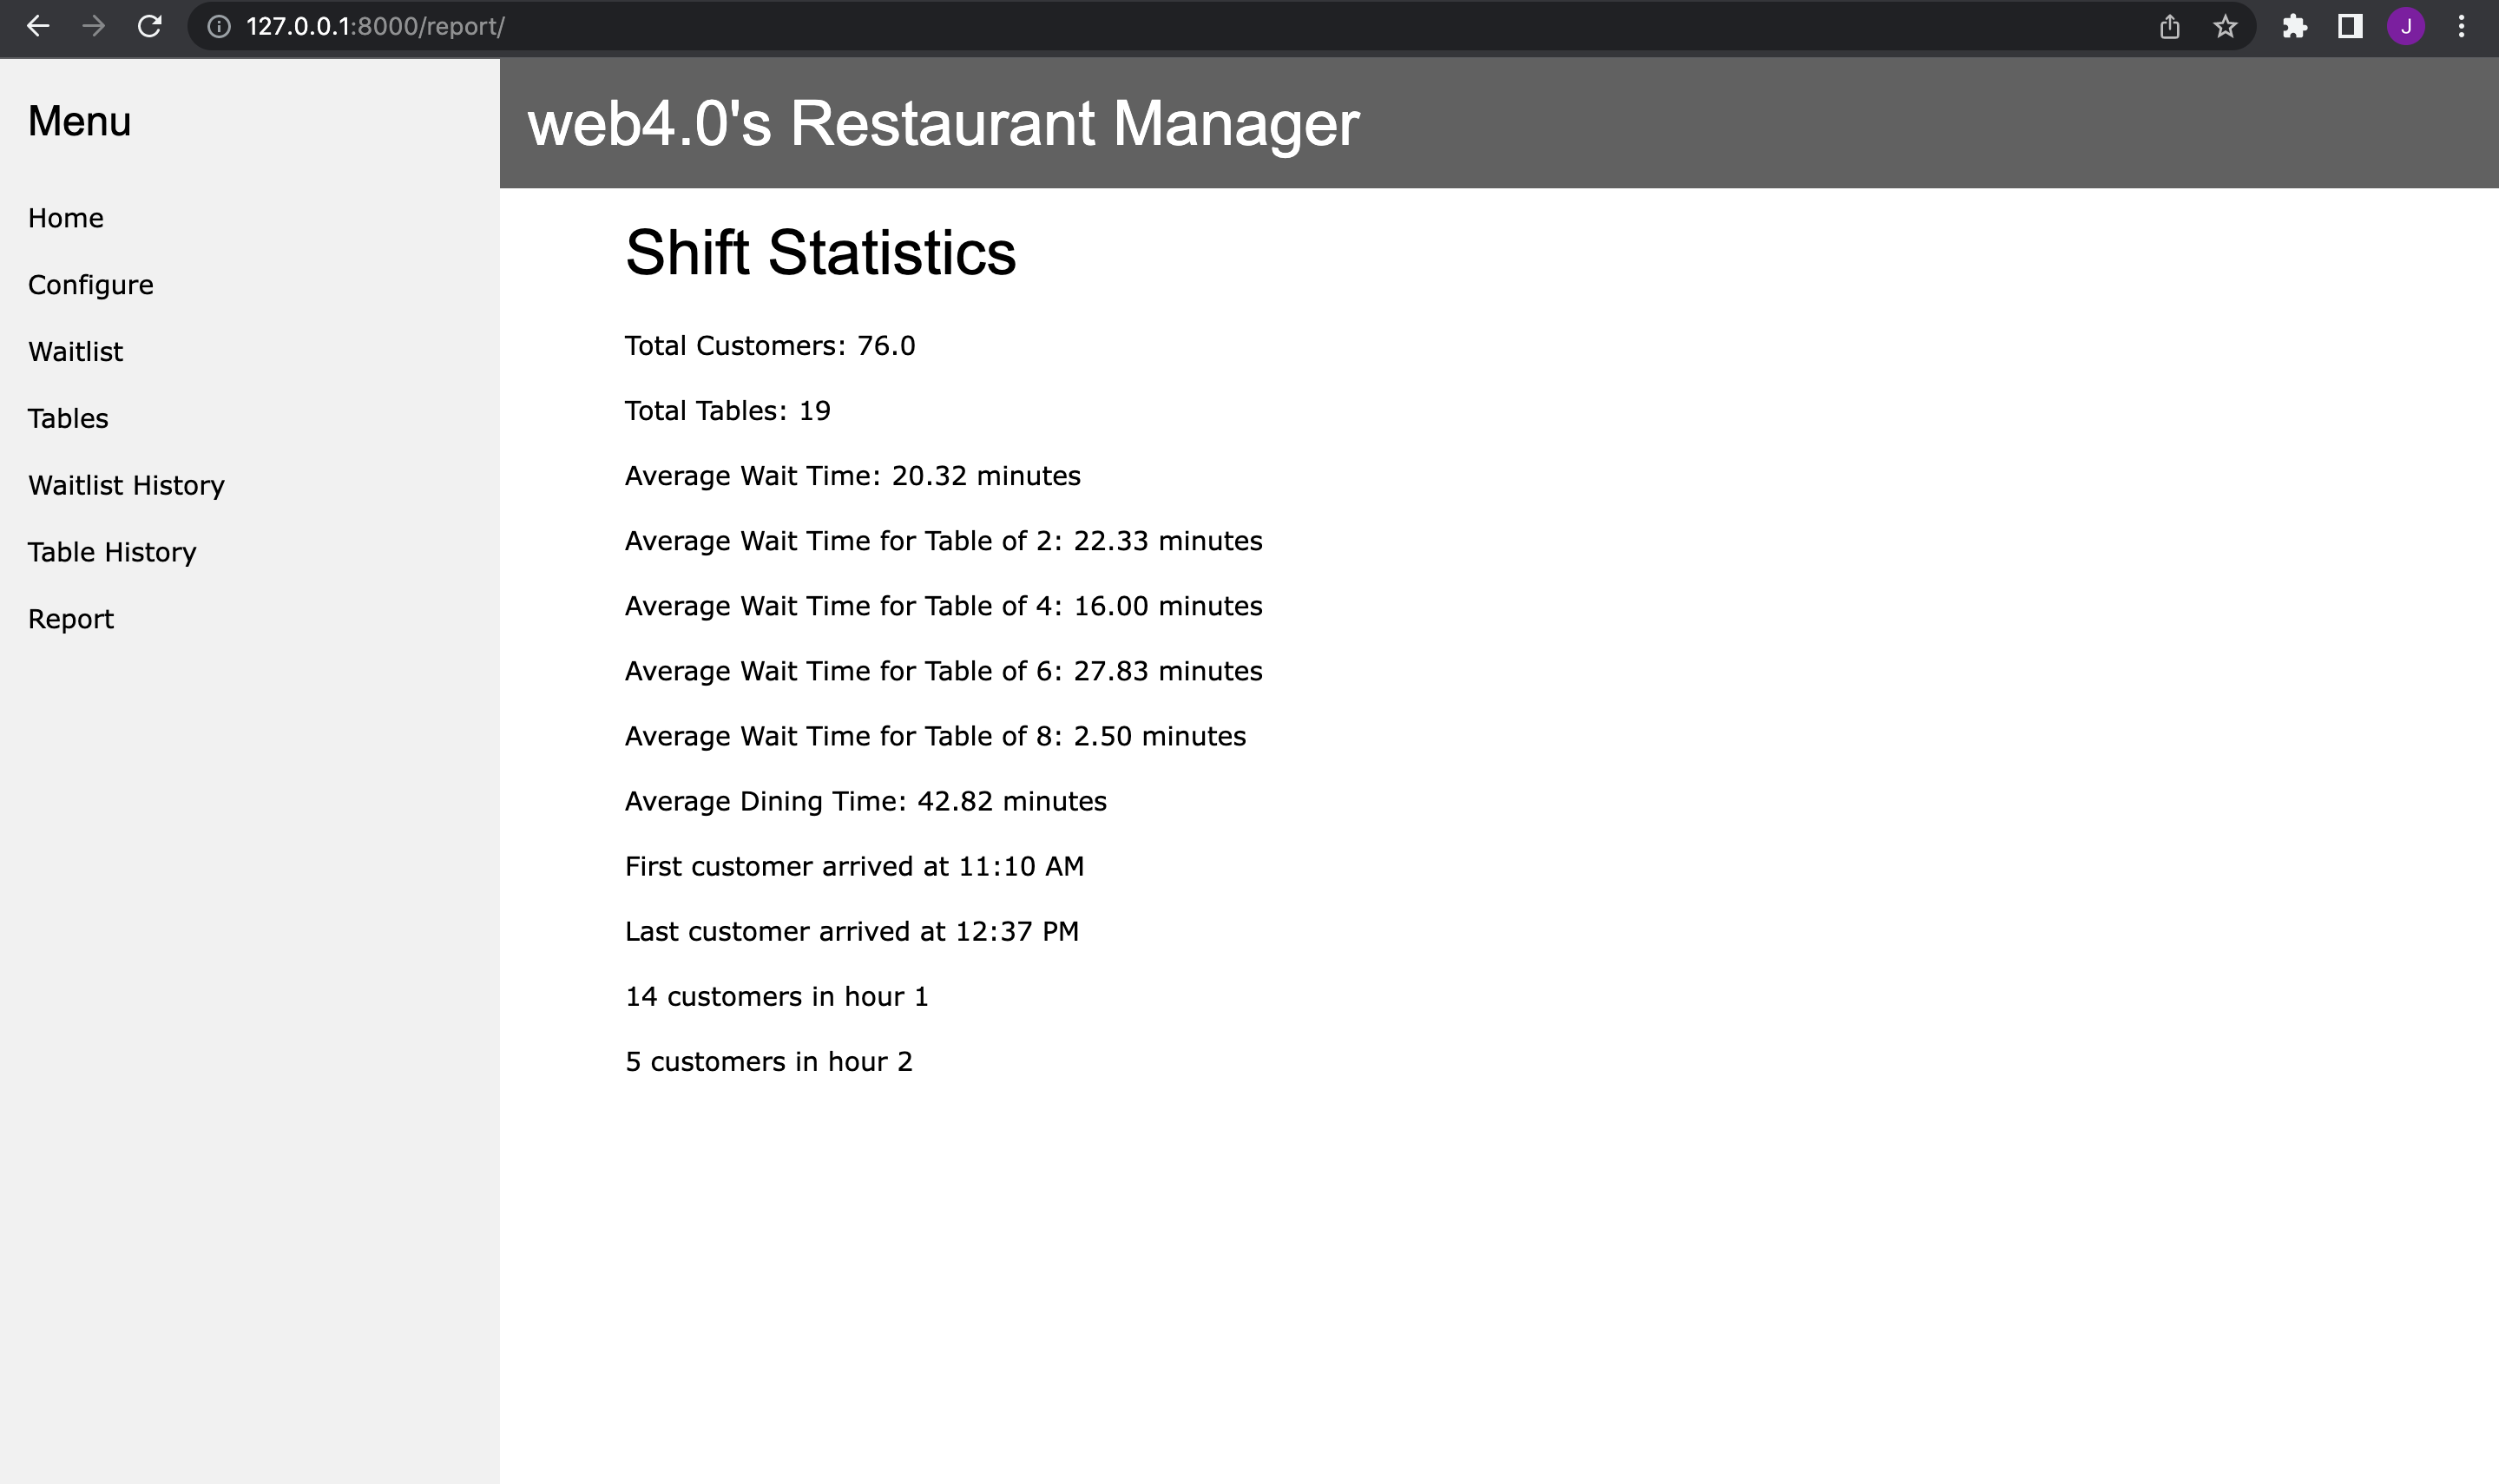 127.0.0.1:8000/report/
J
Menu
Home
Configure
Waitlist
Tables
Waitlist History
Table History
Report
web4.0's Restaurant Manager
Shift Statistics
Total Customers: 76.0
Total Tables: 19
Average Wait Time: 20.32 minutes
Average Wait Time for Table of 2: 22.33 minutes
Average Wait Time for Table of 4: 16.00 minutes
Average Wait Time for Table of 6: 27.83 minutes
Average Wait Time for Table of 8: 2.50 minutes
Average Dining Time: 42.82 minutes
First customer arrived at 11:10 AM
Last customer arrived at 12:37 PM
14 customers in hour 1
5 customers in hour 2